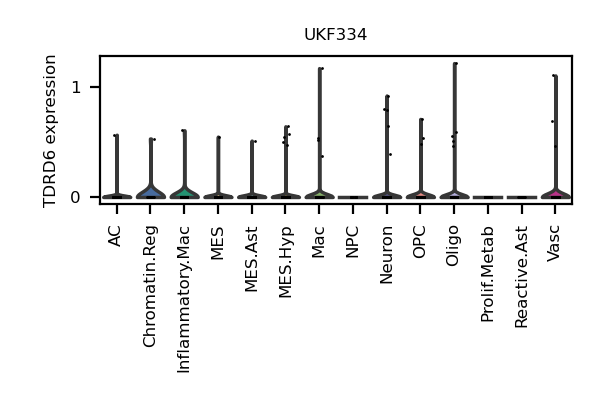 UKF334
TDRD6 expression
1
0
AC
Chromatin.Reg
Inflammatory.Mac
MES
MES.Ast
MES.Hyp
Mac
NPC
Neuron
OPC
Oligo
Prolif.Metab
Reactive.Ast
Vasc